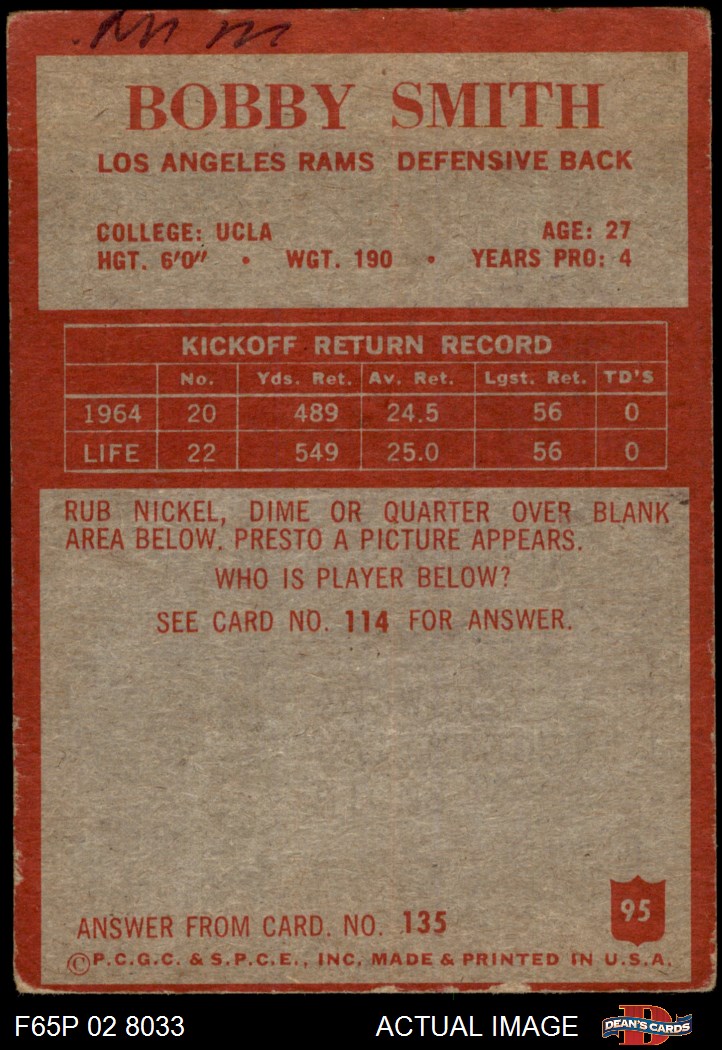 BOBBY SMITH
LOS ANGELES RAMS DEFENSIVE BACK
COLLEGE: UCLA AGE: 27
HGT. 6'0" • WGT. 190 • YEARS PRO: 4
KICKOFF RETURN RECORD
No. Yds. Ret. Av. Ret. Lgst. Ret. TD'S
1964 20 489 24.5 56 0
LIFE 22 549 25.0 56 0
RUB NICKEL, DIME OR QUARTER OVER BLANK
AREA BELOW. PRESTO A PICTURE APPEARS.
WHO IS PLAYER BELOW?
SEE CARD NO. 114 FOR ANSWER.
95
ANSWER FROM CARD. NO. 135
©P.C.G.C. & S.P.C.E., INC. MADE & PRINTED IN U.S.A.
F65P 02 8033 ACTUAL IMAGE DEAN'S CARDS